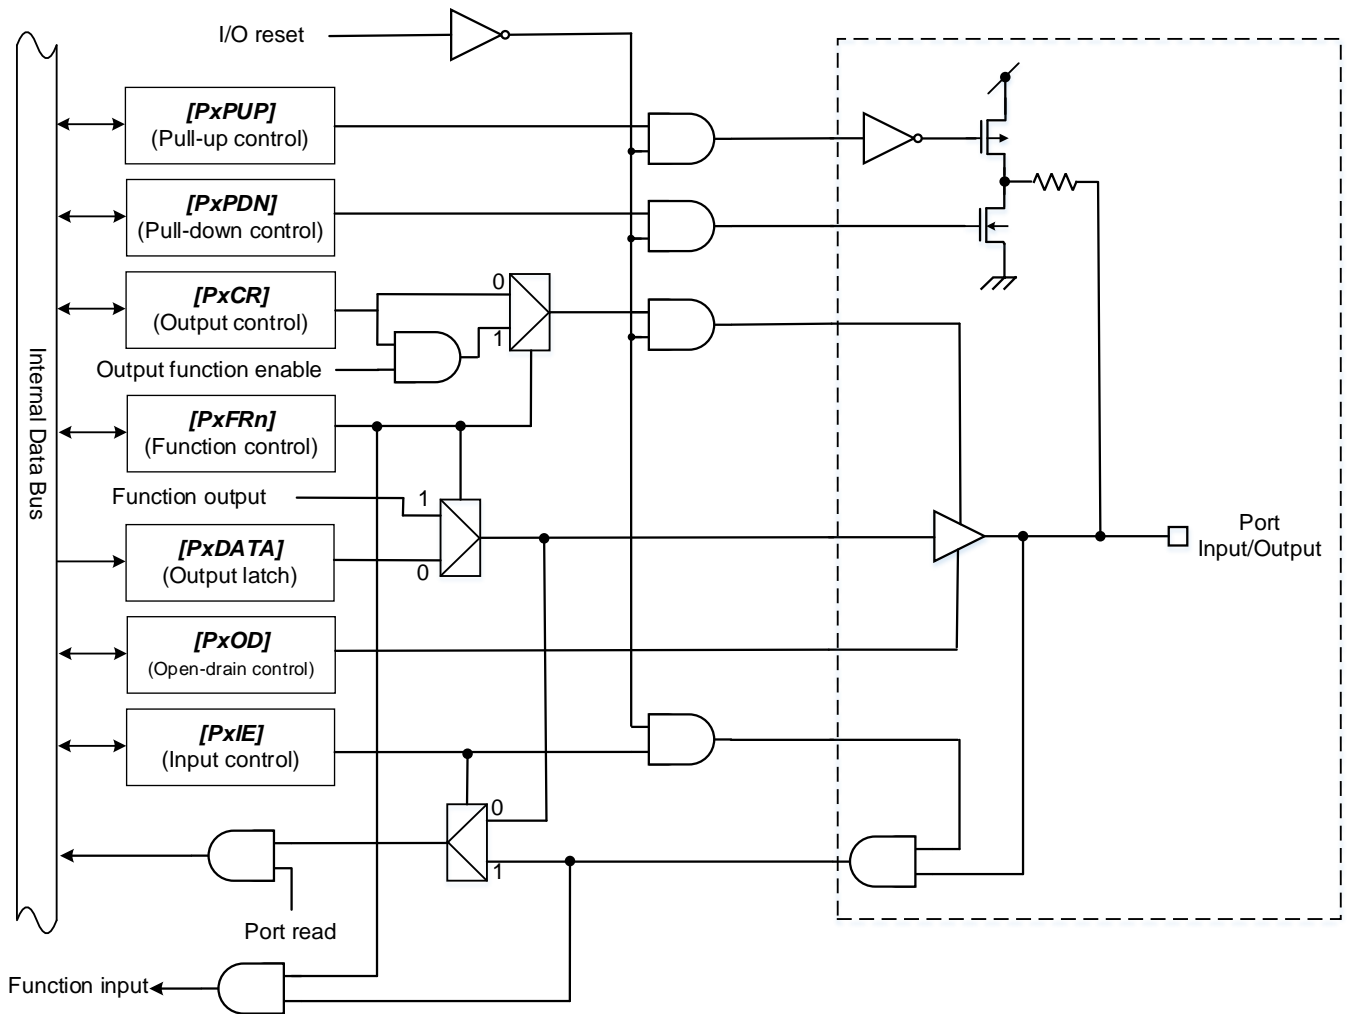 I/O reset
[PxPUP]
(Pull-up control)
[PxPDN]
(Pull-down control)
[PxCR]
(Output control)
0
1
Output function enable
[PxFRn]
(Function control)
Internal Data Bus
Function output
1
[PxDATA]
(Output latch)
0
Port
Input/Output
[PxOD]
(Open-drain control)
[PxIE]
(Input control)
0
1
Port read
Function input